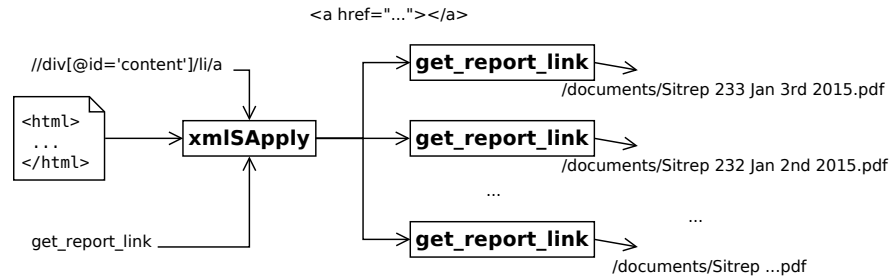 <a href="..."></a>
//div[@id='content']/li/a
get_report_link
/documents/Sitrep 233 Jan 3rd 2015.pdf
<html>
...
</html>
xmlSApply
get_report_link
/documents/Sitrep 232 Jan 2nd 2015.pdf
...
...
get_report_link
get_report_link
/documents/Sitrep ...pdf